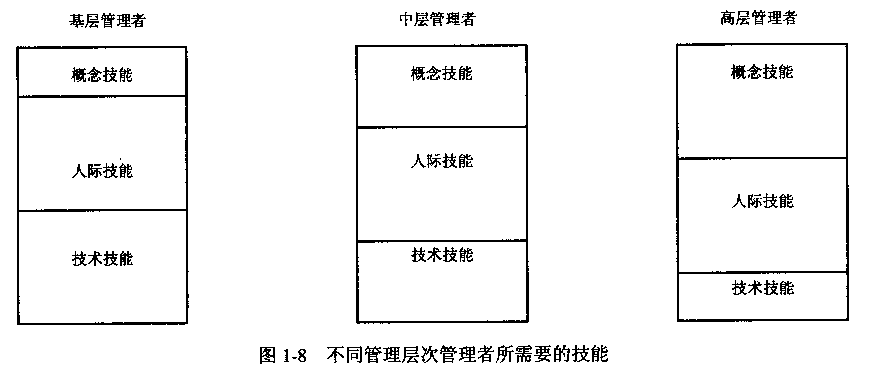 基层管理者 中层管理者 高层管理者
概念技能 概念技能 概念技能
人际技能 人际技能 人际技能
技术技能 技术技能 技术技能
图 1-8 不同管理层次管理者所需要的技能